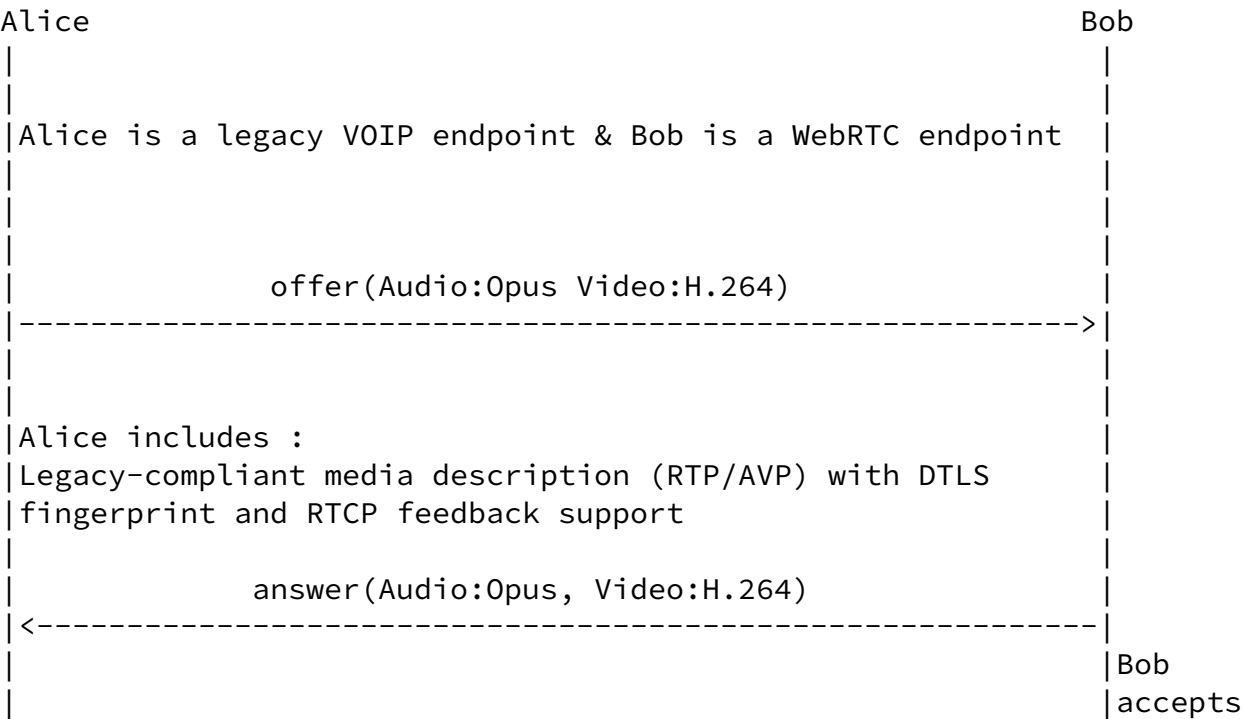 Alice Bob
Alice is a legacy VOIP endpoint & Bob is a WebRTC endpoint
offer(Audio:Opus Video:H.264)
Alice includes :
Legacy-compliant media description (RTP/AVP) with DTLS
fingerprint and RTCP feedback support
answer(Audio:Opus, Video:H.264)
Bob
accepts